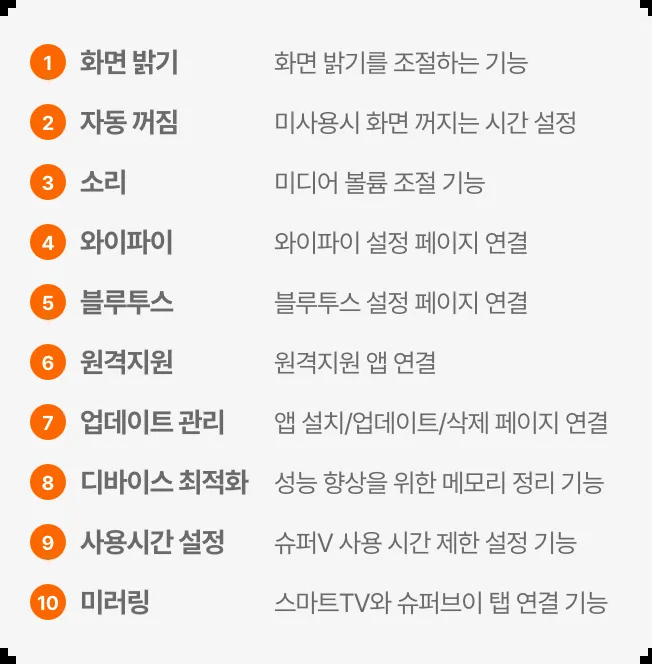 1 화면 밝기 화면 밝기를 조절하는 기능
2 자동 꺼짐 미사용시 화면 꺼지는 시간 설정
3 소리 미디어 볼륨 조절 기능
4 와이파이 와이파이 설정 페이지 연결
5 블루투스 블루투스 설정 페이지 연결
6 원격지원 원격지원 앱 연결
7 업데이트 관리 앱 설치/업데이트/삭제 페이지 연결
8 디바이스 최적화 성능 향상을 위한 메모리 정리 기능
9 사용시간 설정 슈퍼V 사용 시간 제한 설정 기능
10 미러링 스마트TV와 슈퍼브이 탭 연결 기능